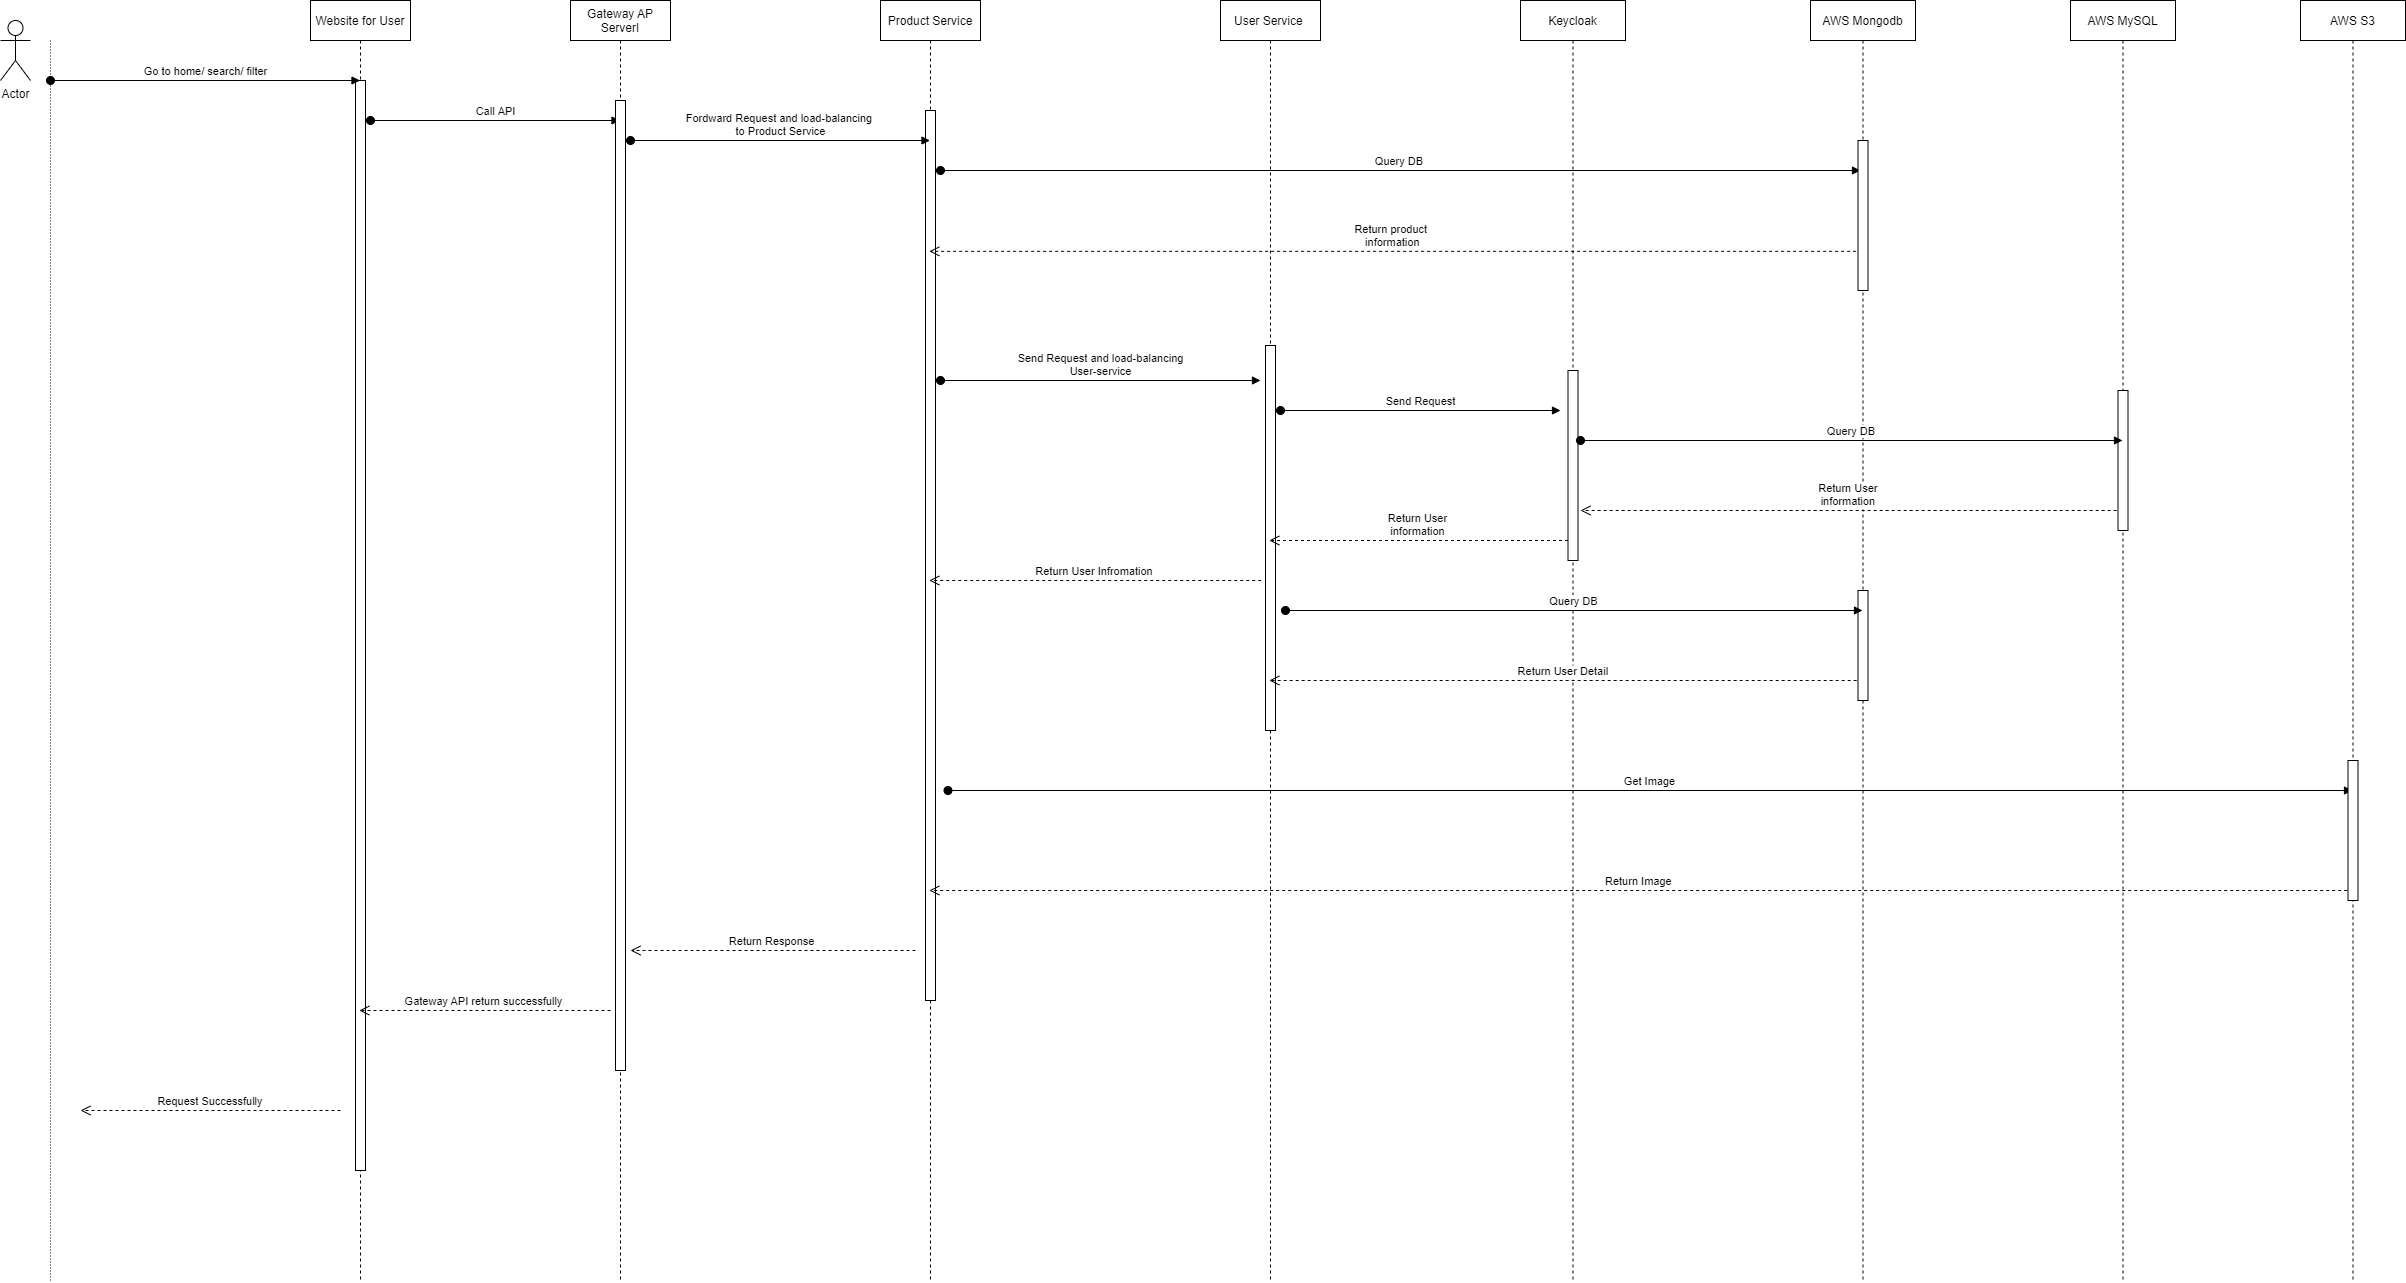 Website for User
Gateway AP
Serverl
Product Service
User Service
Keycloak
AWS Mongodb
AWS MySQL
AWS S3
Actor
Go to home/ search/ filter
Call API
Fordward Request and load-balancing
to Product Service
Query DB
Return product
information
Send Request and load-balancing
User-service
Send Request
Query DB
Return User
information
Return User
information
Return User Infromation
Query DB
Return User Detail
Get Image
Return Image
Return Response
Gateway API return successfully
Request Successfully